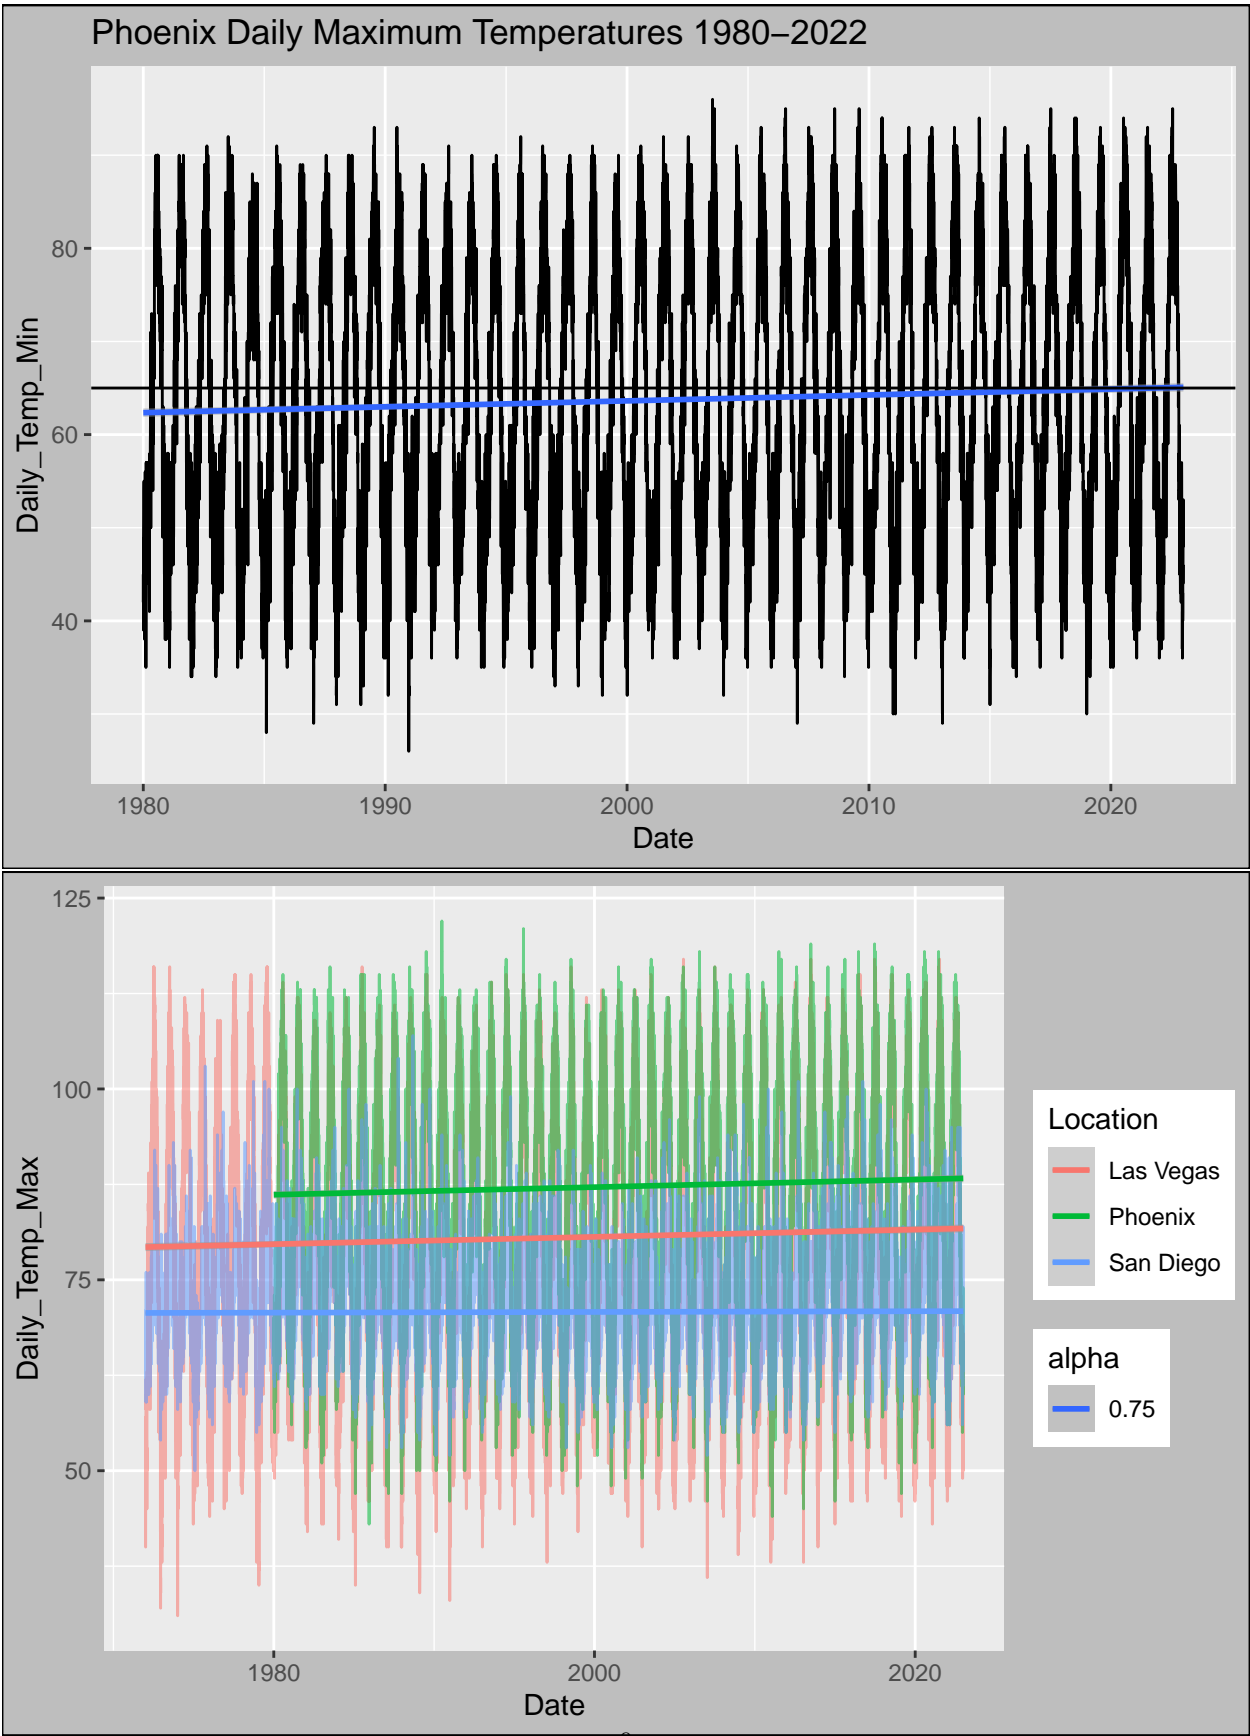 Phoenix Daily Maximum Temperatures 1980–2022
Daily_Temp_Min
80
60
40
1980 1990 2000 2010 2020
Date
Daily_Temp_Max
125
100
75
50
1980 2000 2020
Date
Location
Las Vegas
Phoenix
San Diego
alpha
0.75